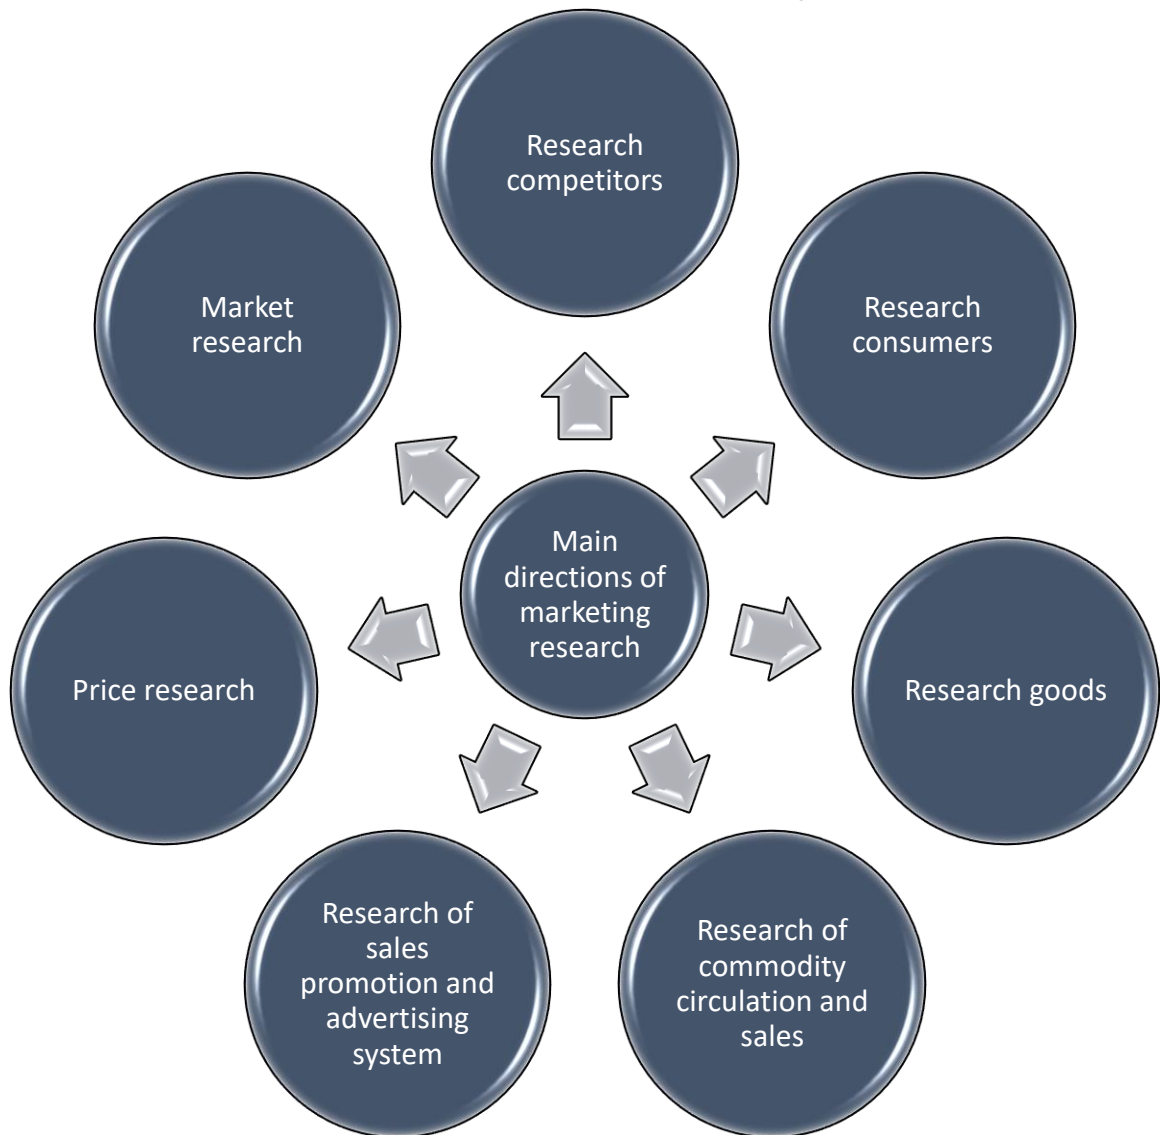 Research
competitors
Market
research
Research
consumers
Main
directions of
marketing
research
Price research
Research goods
Research of
sales
promotion and
advertising
system
Research of
commodity
circulation and
sales